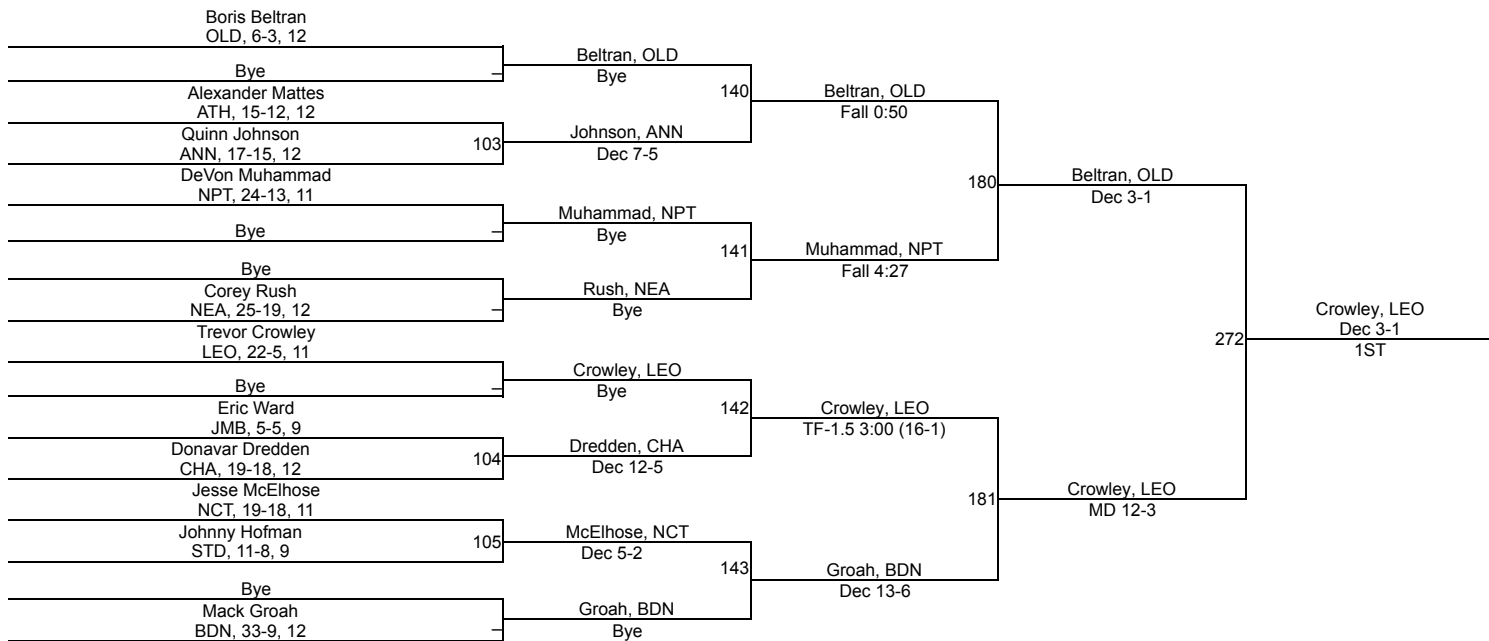 Boris Beltran
OLD, 6-3, 12
Bye
Alexander Mattes
ATH, 15-12, 12
Quinn Johnson
ANN, 17-15, 12
DeVon Muhammad
NPT, 24-13, 11
Bye
Bye
Corey Rush
NEA, 25-19, 12
Trevor Crowley
LEO, 22-5, 11
Bye
Eric Ward
JMB, 5-5, 9
Donavar Dredden
CHA, 19-18, 12
Jesse McElhose
NCT, 19-18, 11
Johnny Hofman
STD, 11-8, 9
Bye
Mack Groah
BDN, 33-9, 12
103
104
105
Beltran, OLD
Bye
Johnson, ANN
Dec 7-5
Muhammad, NPT
Bye
Rush, NEA
Bye
Crowley, LEO
Bye
Dredden, CHA
Dec 12-5
McElhose, NCT
Dec 5-2
Groah, BDN
Bye
140
141
142
143
Beltran, OLD
Fall 0:50
Muhammad, NPT
Fall 4:27
Crowley, LEO
TF-1.5 3:00 (16-1)
Groah, BDN
Dec 13-6
180
181
Beltran, OLD
Dec 3-1
Crowley, LEO
MD 12-3
272
Crowley, LEO
Dec 3-1
1ST